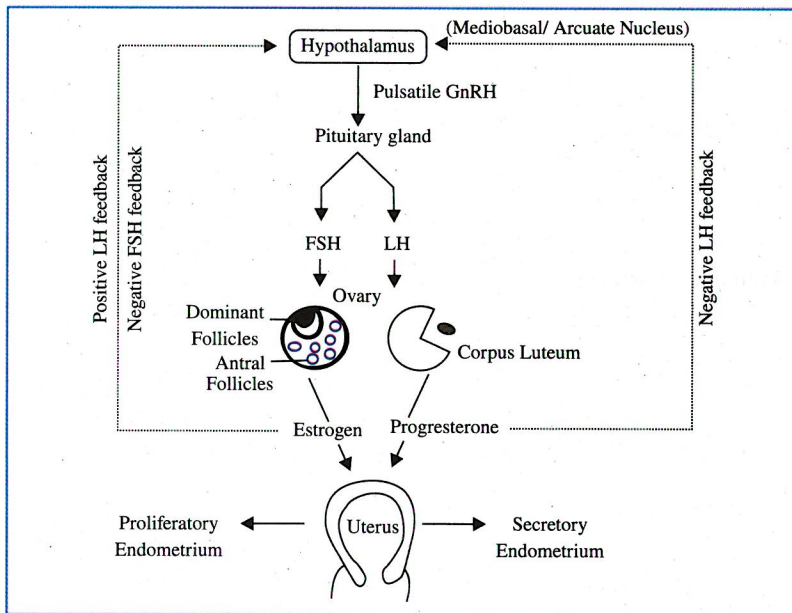 (Mediobasal/ Arcuate Nucleus)
Hypothalamus
Pulsatile GnRH
Pituitary gland
Positive LH feedback
Negative FSH feedback
Negative LH feedback
FSH
LH
Ovary
Dominant
Follicles
Antral
Follicles
Corpus Luteum
Estrogen
Progresterone
Proliferatory
Endometrium
Uterus
Secretory
Endometrium